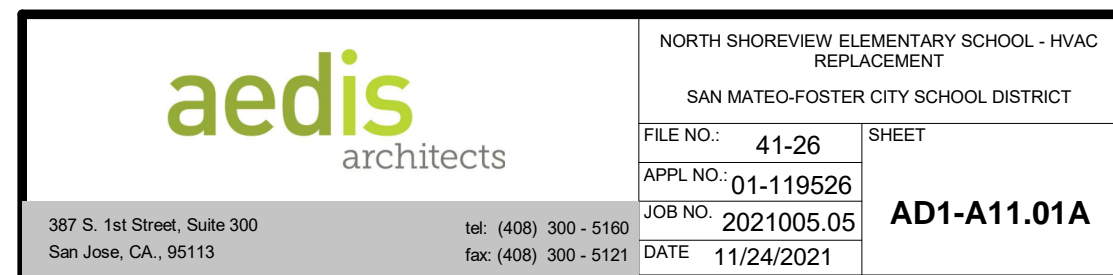 aedis
architects
387 S. 1st Street, Suite 300
San Jose, CA., 95113
tel: (408) 300 - 5160
fax: (408) 300 - 5121
NORTH SHOREVIEW ELEMENTARY SCHOOL - HVAC
REPLACEMENT
SAN MATEO-FOSTER CITY SCHOOL DISTRICT
FILE NO.: 41-26
APPL NO.: 01-119526
JOB NO. 2021005.05
DATE 11/24/2021
SHEET
AD1-A11.01A